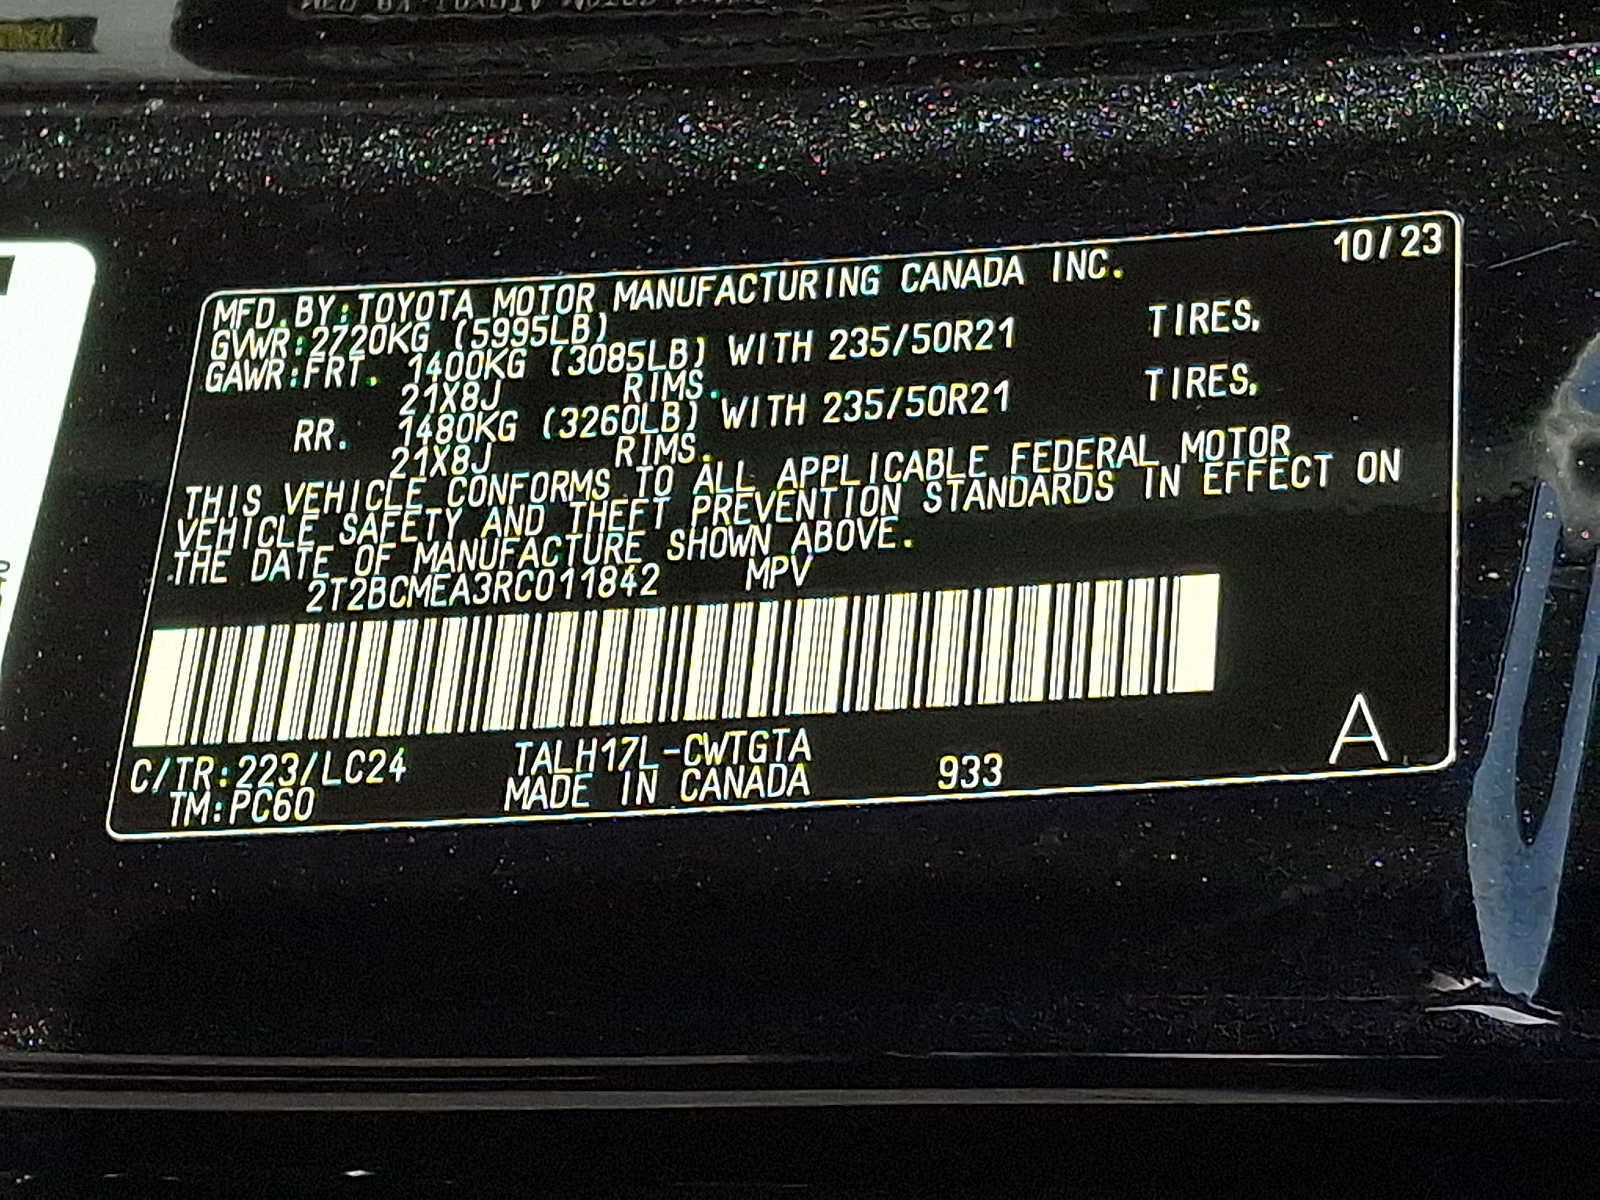 MFD.BY:TOYOTA MOTOR MANUFACTURING CANADA INC. 10/23
GVWR:2720KG (5995LB)
GAWR:FRT. 1400KG (3085LB) WITH 235/50R21 TIRES,
21X8J RIMS.
RR. 1480KG (3260LB) WITH 235/50R21 TIRES,
21X8J RIMS.
THIS VEHICLE CONFORMS TO ALL APPLICABLE FEDERAL MOTOR
VEHICLE SAFETY AND THEFT PREVENTION STANDARDS IN EFFECT ON
THE DATE OF MANUFACTURE SHOWN ABOVE.
2T2BCMEA3RC011842 MPV
C/TR:223/LC24 TALH17L-CWTGTA
TM:PC60 MADE IN CANADA 933 A